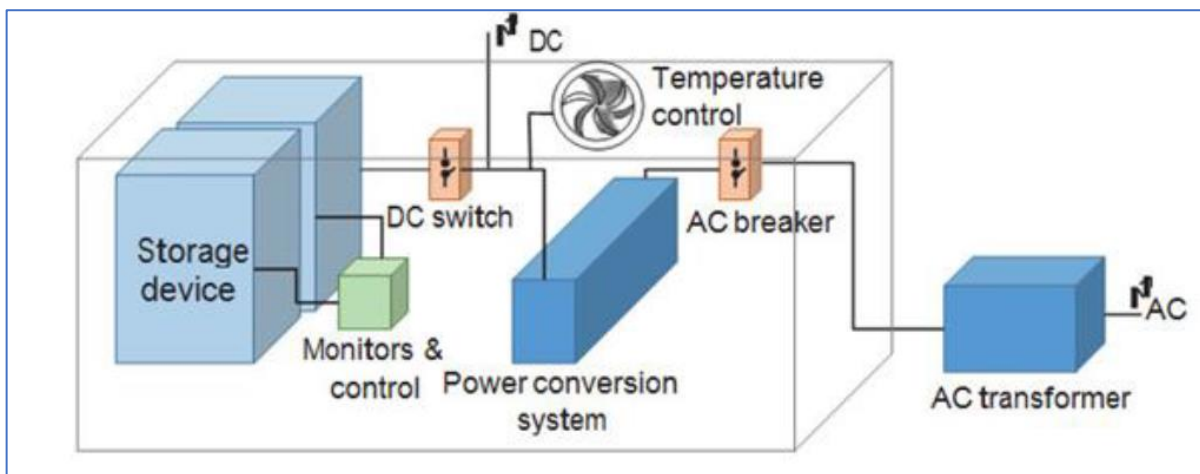 DC
Temperature
control
DC switch
AC breaker
Storage
device
Monitors &
control
Power conversion
system
AC
AC transformer